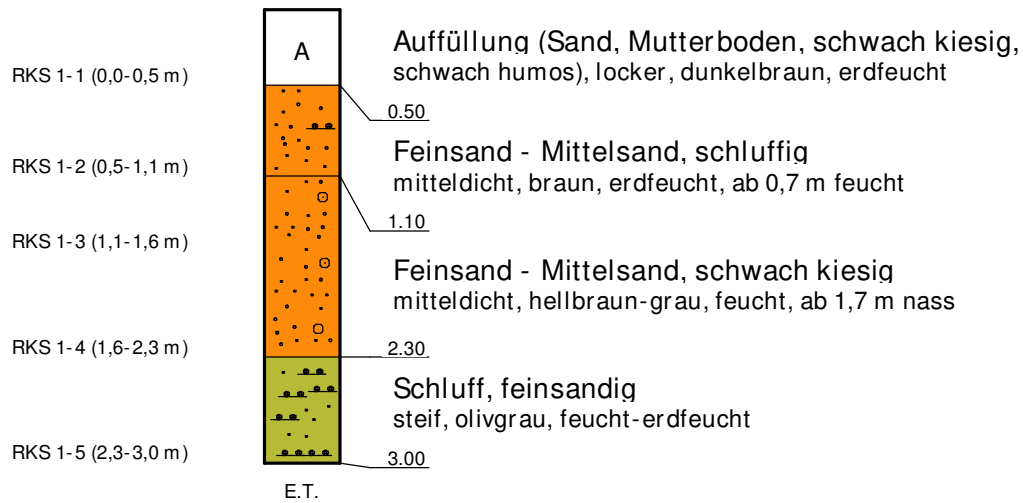 A
Auffüllung (Sand, Mutterboden, schwach kiesig,
RKS 1-1 (0,0-0,5 m)
schwach humos), locker, dunkelbraun, erdfeucht
0.50
Feinsand - Mittelsand, schluffig
RKS 1-2 (0,5-1,1 m)
mitteldicht, braun, erdfeucht, ab 0,7 m feucht
1.10
RKS 1-3 (1,1-1,6 m)
Feinsand - Mittelsand, schwach kiesig
mitteldicht, hellbraun-grau, feucht, ab 1,7 m nass
RKS 1-4 (1,6-2,3 m)
2.30
Schluff, feinsandig
steif, olivgrau, feucht-erdfeucht
RKS 1-5 (2,3-3,0 m)
3.00
E.T.